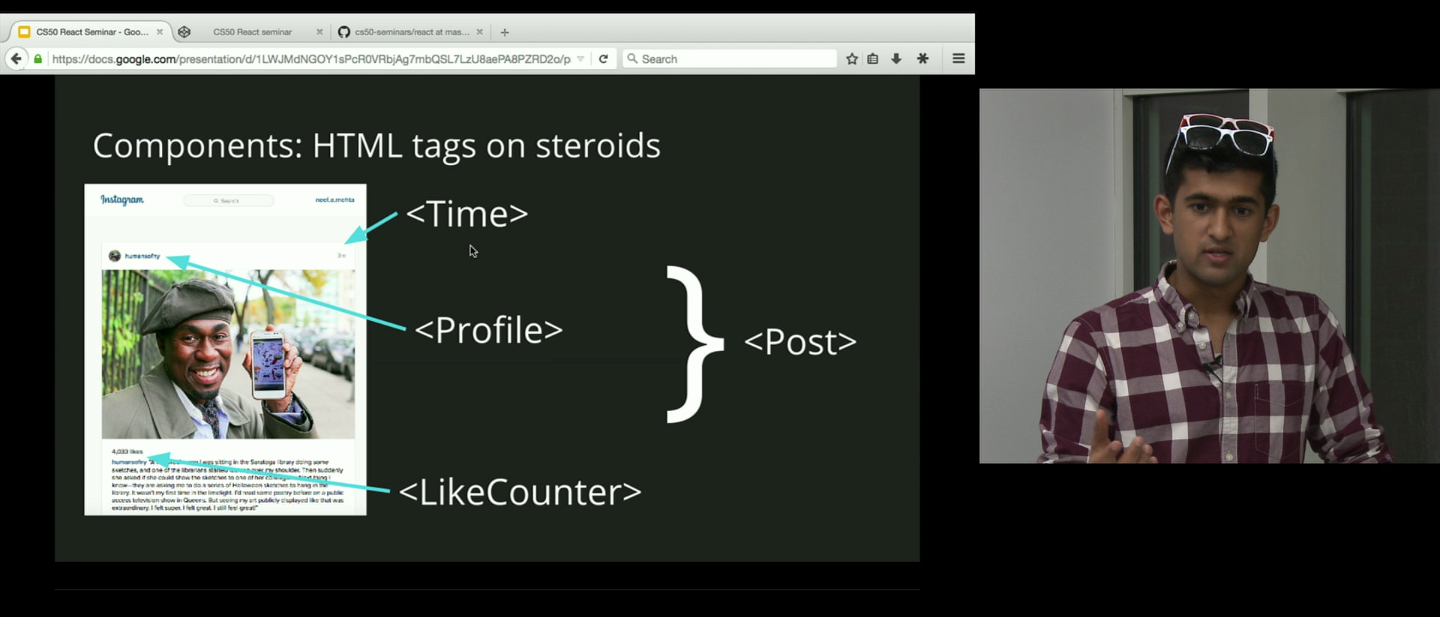 CS50 React Seminar - Goo...
CS50 React seminar
cs50-seminars/react at mas...
https://docs.google.com/presentation/d/1LWJMdNGOY1sPcR0VRbjAg7mbQSL7LzU8aePA8PZRD2o/p
Search
Components: HTML tags on steroids
Instagram
Search
neel.a.mehta
<Time>
humansofny
<Profile>
<Post>
4,033 likes
<LikeCounter>
humansofny I was sitting in the Saratoga library doing some
sketches, and one of the librarians started over my shoulder. Then suddenly
she asked if she could show the sketches to one of her thing I
know—they are asking me to do a series of Halloween sketches to hang in the
library. It wasn't my first time in the limelight. I'd read some poetry before on a public
access television show in Queens. But seeing my art publicly displayed like that was
extraordinary. I felt super. I felt great. I still feel great!"